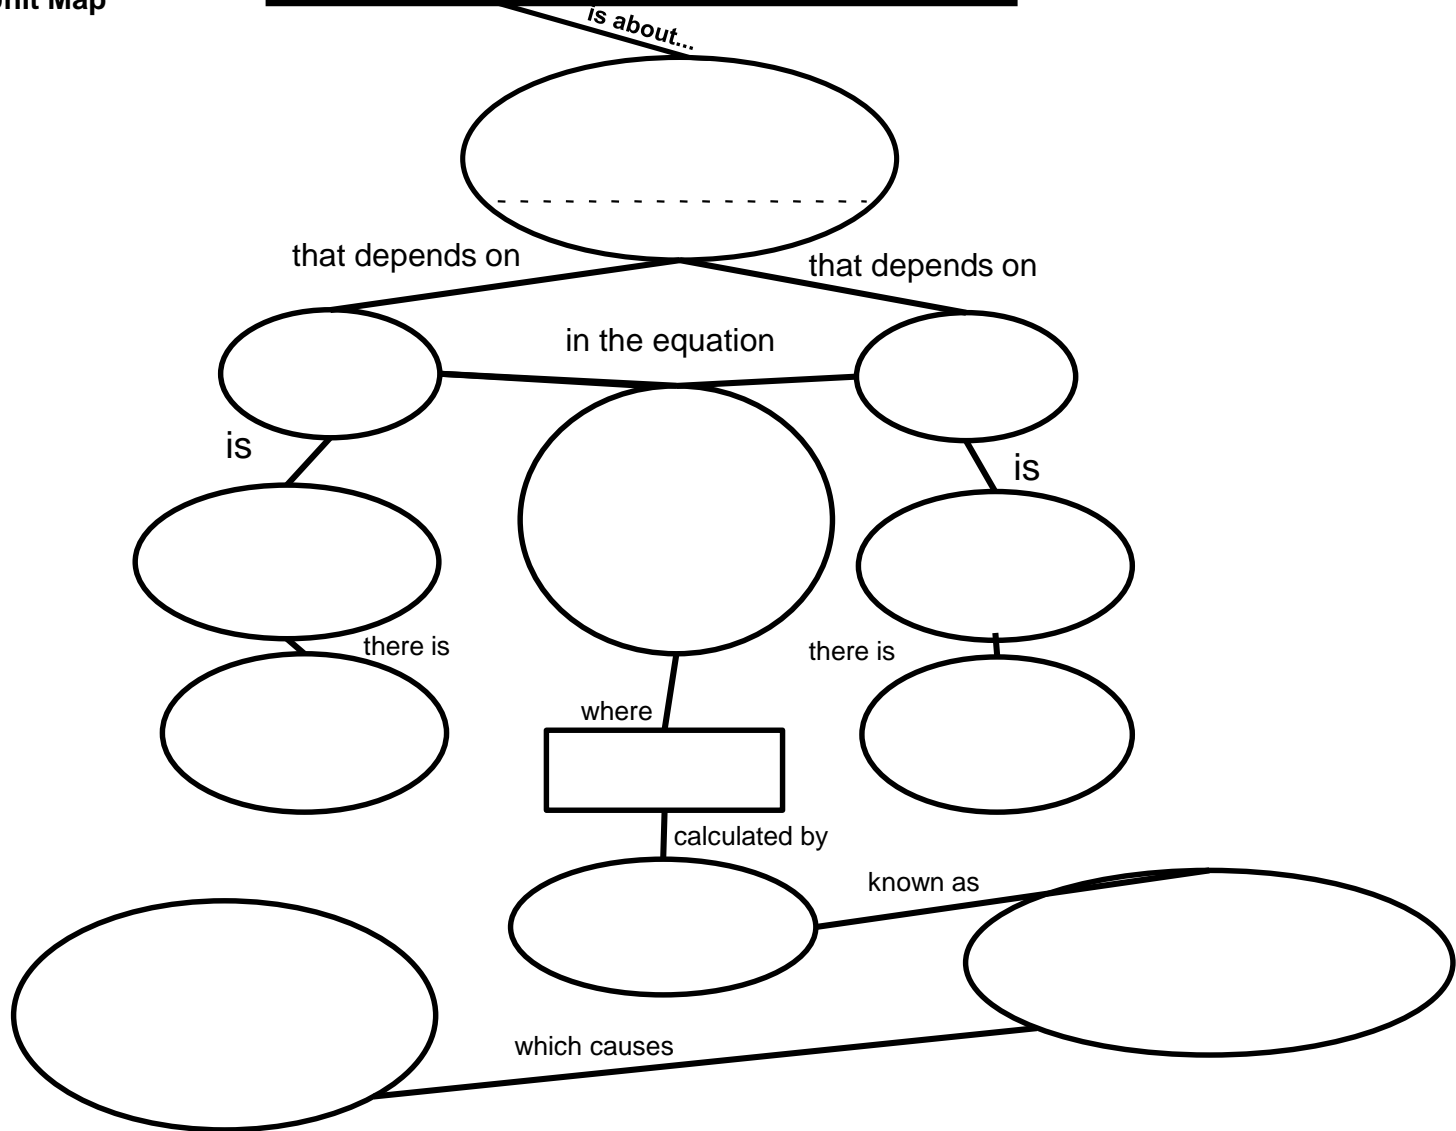 Map
is about...
that depends on
that depends on
in the equation
is
is
there is
there is
where
calculated by
known as
which causes